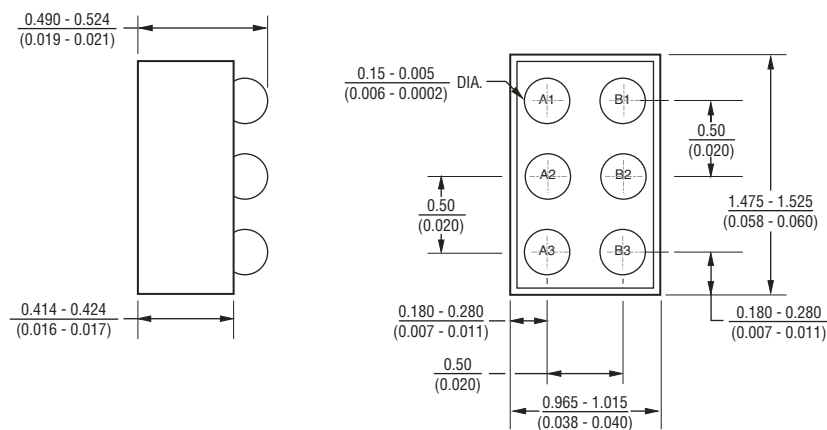 0.490 - 0.524
(0.019 - 0.021)
0.15 - 0.005
(0.006 - 0.0002)
DIA.
A1
B1
0.50
(0.020)
A2
B2
0.50
(0.020)
1.475 - 1.525
(0.058 - 0.060)
A3
B3
0.414 - 0.424
(0.016 - 0.017)
0.180 - 0.280
(0.007 - 0.011)
0.180 - 0.280
(0.007 - 0.011)
0.50
(0.020)
0.965 - 1.015
(0.038 - 0.040)